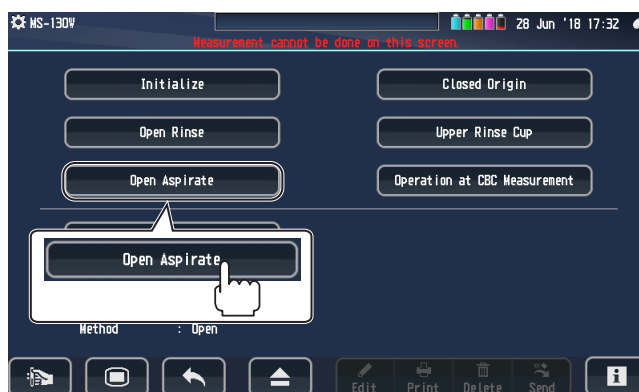 MS-130V 28 Jun '18 17:32
Measurement cannot be done on this screen.
Initialize
Closed Origin
Open Rinse
Upper Rinse Cup
Open Aspirate
Operation at CBC Measurement
Open Aspirate
Method : Open
Edit Print Delete Send